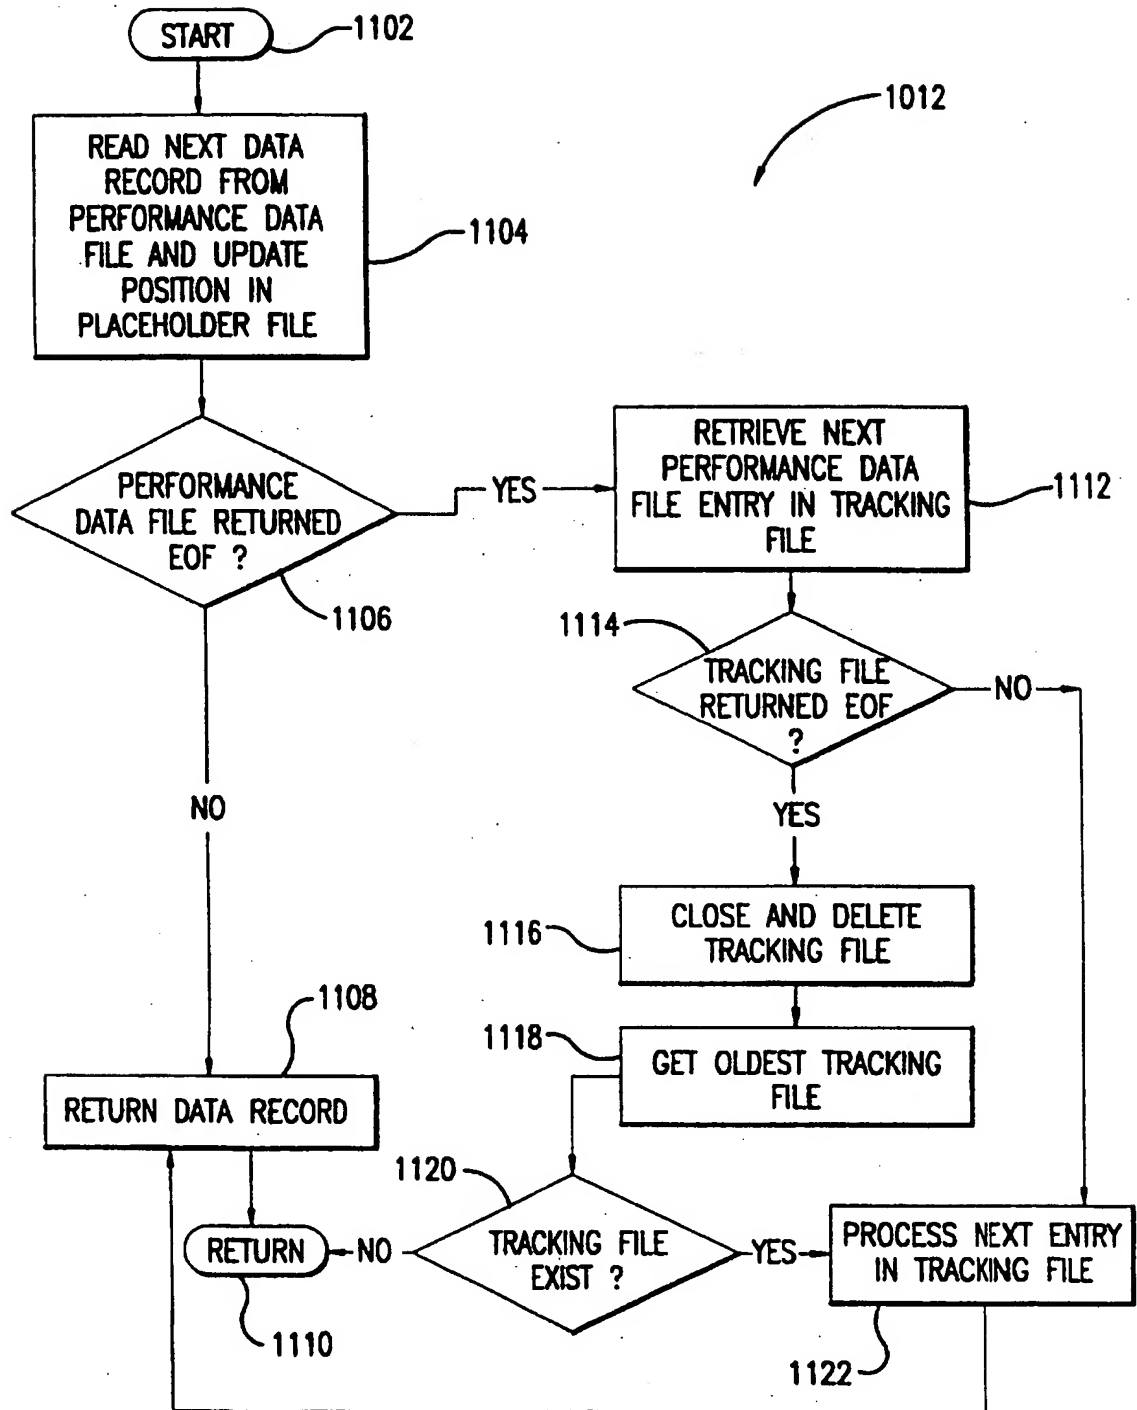 START
1102
1012
READ NEXT DATA
RECORD FROM
PERFORMANCE DATA
FILE AND UPDATE
POSITION IN
PLACEHOLDER FILE
1104
PERFORMANCE
DATA FILE RETURNED
EOF ?
1106
YES
RETRIEVE NEXT
PERFORMANCE DATA
FILE ENTRY IN TRACKING
FILE
1112
1114
TRACKING FILE
RETURNED EOF
?
NO
YES
NO
1116
CLOSE AND DELETE
TRACKING FILE
1118
GET OLDEST TRACKING
FILE
1108
RETURN DATA RECORD
1120
TRACKING FILE
EXIST ?
NO
RETURN
1110
YES
PROCESS NEXT ENTRY
IN TRACKING FILE
1122